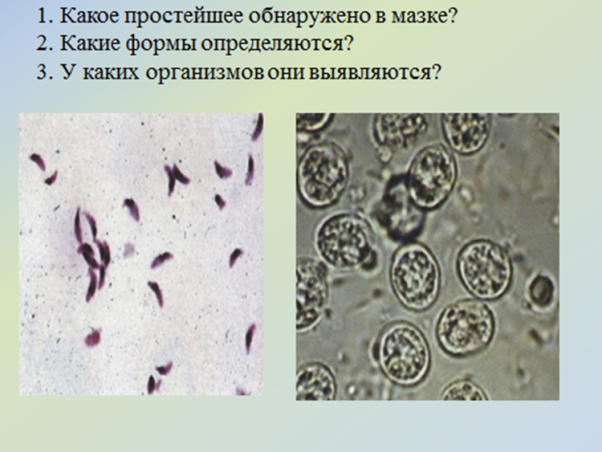 1. Какое простейшее обнаружено в мазке?
2. Какие формы определяются?
3. У каких организмов они выявляются?